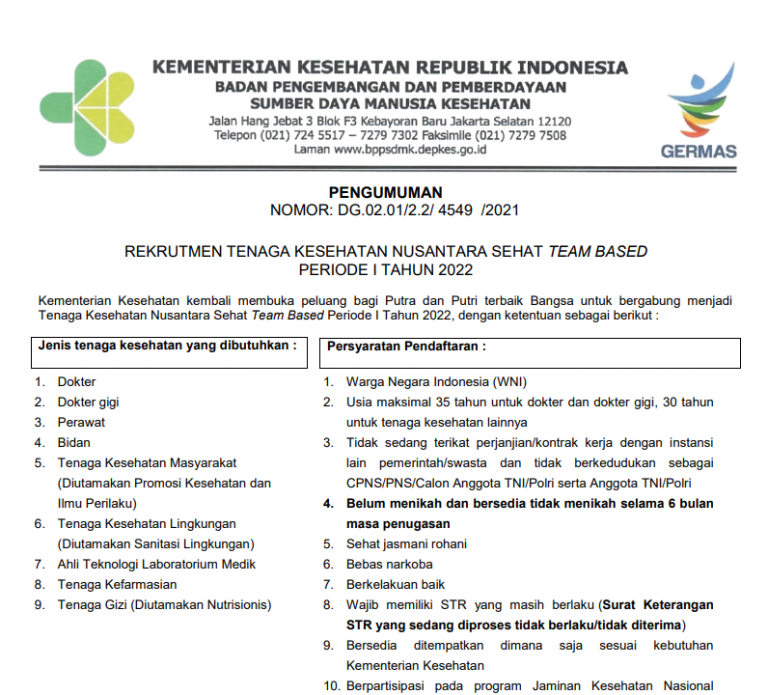 KEMENTERIAN KESEHATAN REPUBLIK INDONESIA
BADAN PENGEMBANGAN DAN PEMBERDAYAAN
SUMBER DAYA MANUSIA KESEHATAN
Jalan Hang Jebat 3 Blok F3 Kebayoran Baru Jakarta Selatan 12120
Telepon (021) 724 5517 – 7279 7302 Faksimile (021) 7279 7508
Laman www.bppsdmk.depkes.go.id
GERMAS
PENGUMUMAN
NOMOR: DG.02.01/2.2/ 4549 /2021
REKRUTMEN TENAGA KESEHATAN NUSANTARA SEHAT TEAM BASED
PERIODE I TAHUN 2022
Kementerian Kesehatan kembali membuka peluang bagi Putra dan Putri terbaik Bangsa untuk bergabung menjadi
Tenaga Kesehatan Nusantara Sehat Team Based Periode I Tahun 2022, dengan ketentuan sebagai berikut :
Jenis tenaga kesehatan yang dibutuhkan :
1. Dokter
2. Dokter gigi
3. Perawat
4. Bidan
5. Tenaga Kesehatan Masyarakat
(Diutamakan Promosi Kesehatan dan
Ilmu Perilaku)
6. Tenaga Kesehatan Lingkungan
(Diutamakan Sanitasi Lingkungan)
7. Ahli Teknologi Laboratorium Medik
8. Tenaga Kefarmasian
9. Tenaga Gizi (Diutamakan Nutrisionis)
Persyaratan Pendaftaran :
1. Warga Negara Indonesia (WNI)
2. Usia maksimal 35 tahun untuk dokter dan dokter gigi, 30 tahun
untuk tenaga kesehatan lainnya
3. Tidak sedang terikat perjanjian/kontrak kerja dengan instansi
lain pemerintah/swasta dan tidak berkedudukan sebagai
CPNS/PNS/Calon Anggota TNI/Polri serta Anggota TNI/Polri
4. Belum menikah dan bersedia tidak menikah selama 6 bulan
masa penugasan
5. Sehat jasmani rohani
6. Bebas narkoba
7. Berkelakuan baik
8. Wajib memiliki STR yang masih berlaku (Surat Keterangan
STR yang sedang diproses tidak berlaku/tidak diterima)
9. Bersedia ditempatkan dimana saja sesuai kebutuhan
Kementerian Kesehatan
10. Berpartisipasi pada program Jaminan Kesehatan Nasional